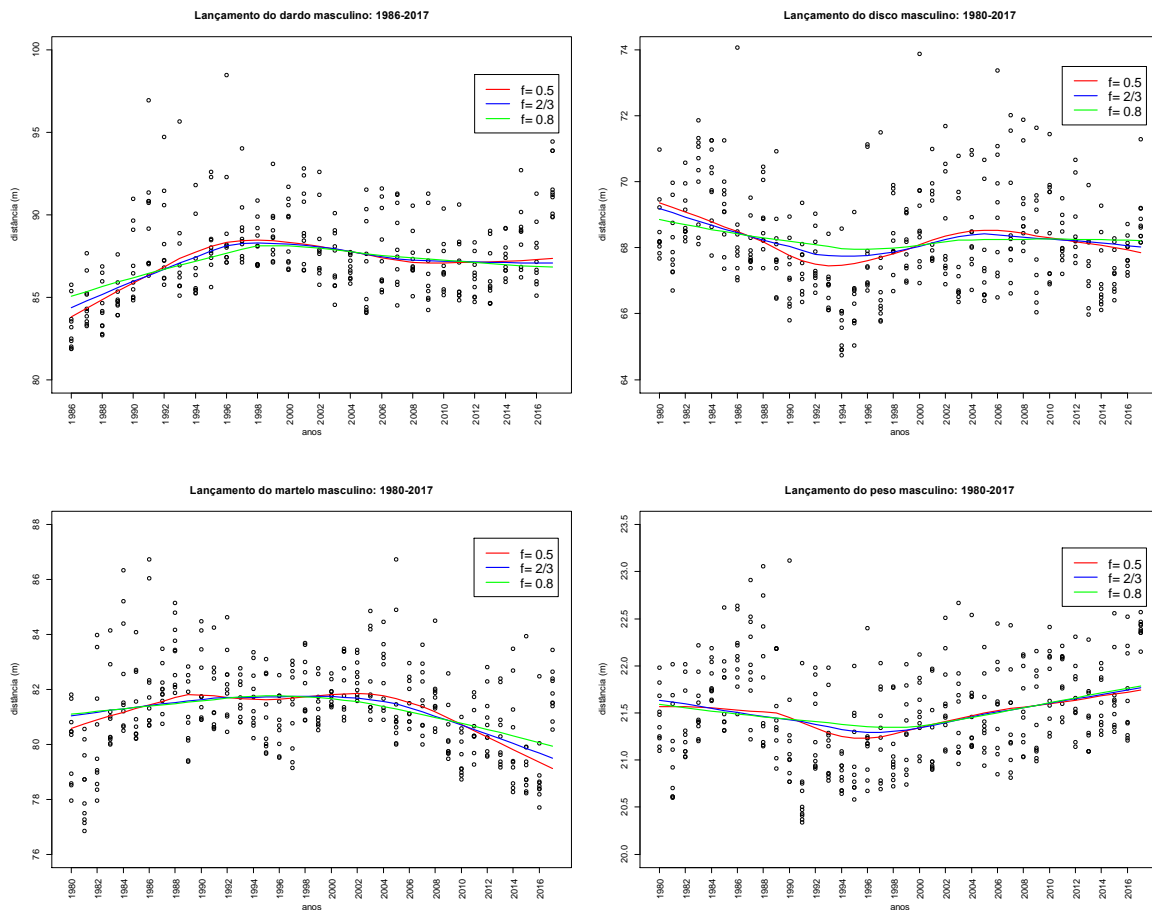 Lançamento do dardo masculino: 1986-2017
distância (m)
100
95
90
85
80
f= 0.5
f= 2/3
f= 0.8
1986 1988 1990 1992 1994 1996 1998 2000 2002 2004 2006 2008 2010 2012 2014 2016
anos
Lançamento do disco masculino: 1980-2017
distância (m)
74
72
70
68
66
64
f= 0.5
f= 2/3
f= 0.8
1980 1982 1984 1986 1988 1990 1992 1994 1996 1998 2000 2002 2004 2006 2008 2010 2012 2014 2016
anos
Lançamento do martelo masculino: 1980-2017
distância (m)
88
86
84
82
80
78
76
f= 0.5
f= 2/3
f= 0.8
1980 1982 1984 1986 1988 1990 1992 1994 1996 1998 2000 2002 2004 2006 2008 2010 2012 2014 2016
anos
Lançamento do peso masculino: 1980-2017
distância (m)
23.5
23.0
22.5
22.0
21.5
21.0
20.5
20.0
f= 0.5
f= 2/3
f= 0.8
1980 1982 1984 1986 1988 1990 1992 1994 1996 1998 2000 2002 2004 2006 2008 2010 2012 2014 2016
anos